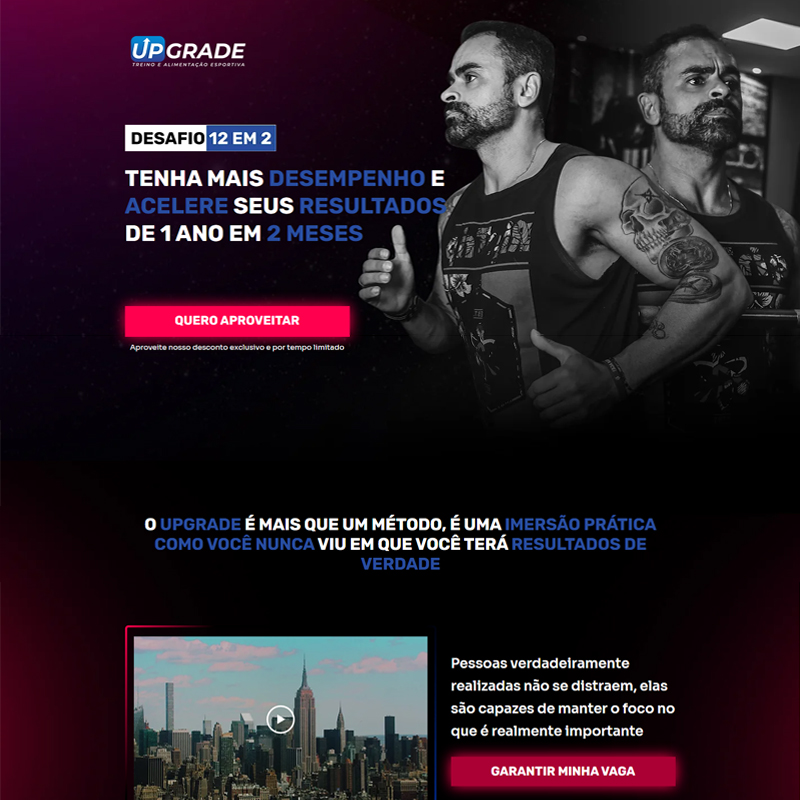 UPGRADE
TREINO E ALIMENTAÇÃO ESPORTIVA
DESAFIO 12 EM 2
TENHA MAIS DESEMPENHO E
ACELERE SEUS RESULTADOS
DE 1 ANO EM 2 MESES
QUERO APROVEITAR
Aproveite nosso desconto exclusivo e por tempo limitado
O UPGRADE É MAIS QUE UM MÉTODO, É UMA IMERSÃO PRÁTICA
COMO VOCÊ NUNCA VIU EM QUE VOCÊ TERÁ RESULTADOS DE
VERDADE
Pessoas verdadeiramente
realizadas não se distraem, elas
são capazes de manter o foco no
que é realmente importante
GARANTIR MINHA VAGA